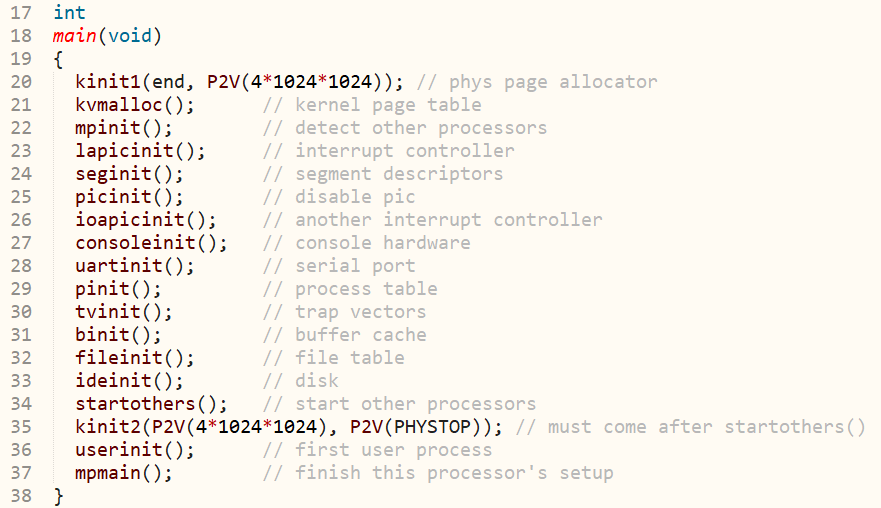 17 int
18 main(void)
19 {
20   kinit1(end, P2V(4*1024*1024)); // phys page allocator
21   kvmalloc();      // kernel page table
22   mpinit();        // detect other processors
23   lapicinit();     // interrupt controller
24   seginit();       // segment descriptors
25   picinit();       // disable pic
26   ioapicinit();    // another interrupt controller
27   consoleinit();   // console hardware
28   uartinit();      // serial port
29   pinit();         // process table
30   tvinit();        // trap vectors
31   binit();         // buffer cache
32   fileinit();      // file table
33   ideinit();       // disk
34   startothers();   // start other processors
35   kinit2(P2V(4*1024*1024), P2V(PHYSTOP)); // must come after startothers()
36   userinit();      // first user process
37   mpmain();        // finish this processor's setup
38 }